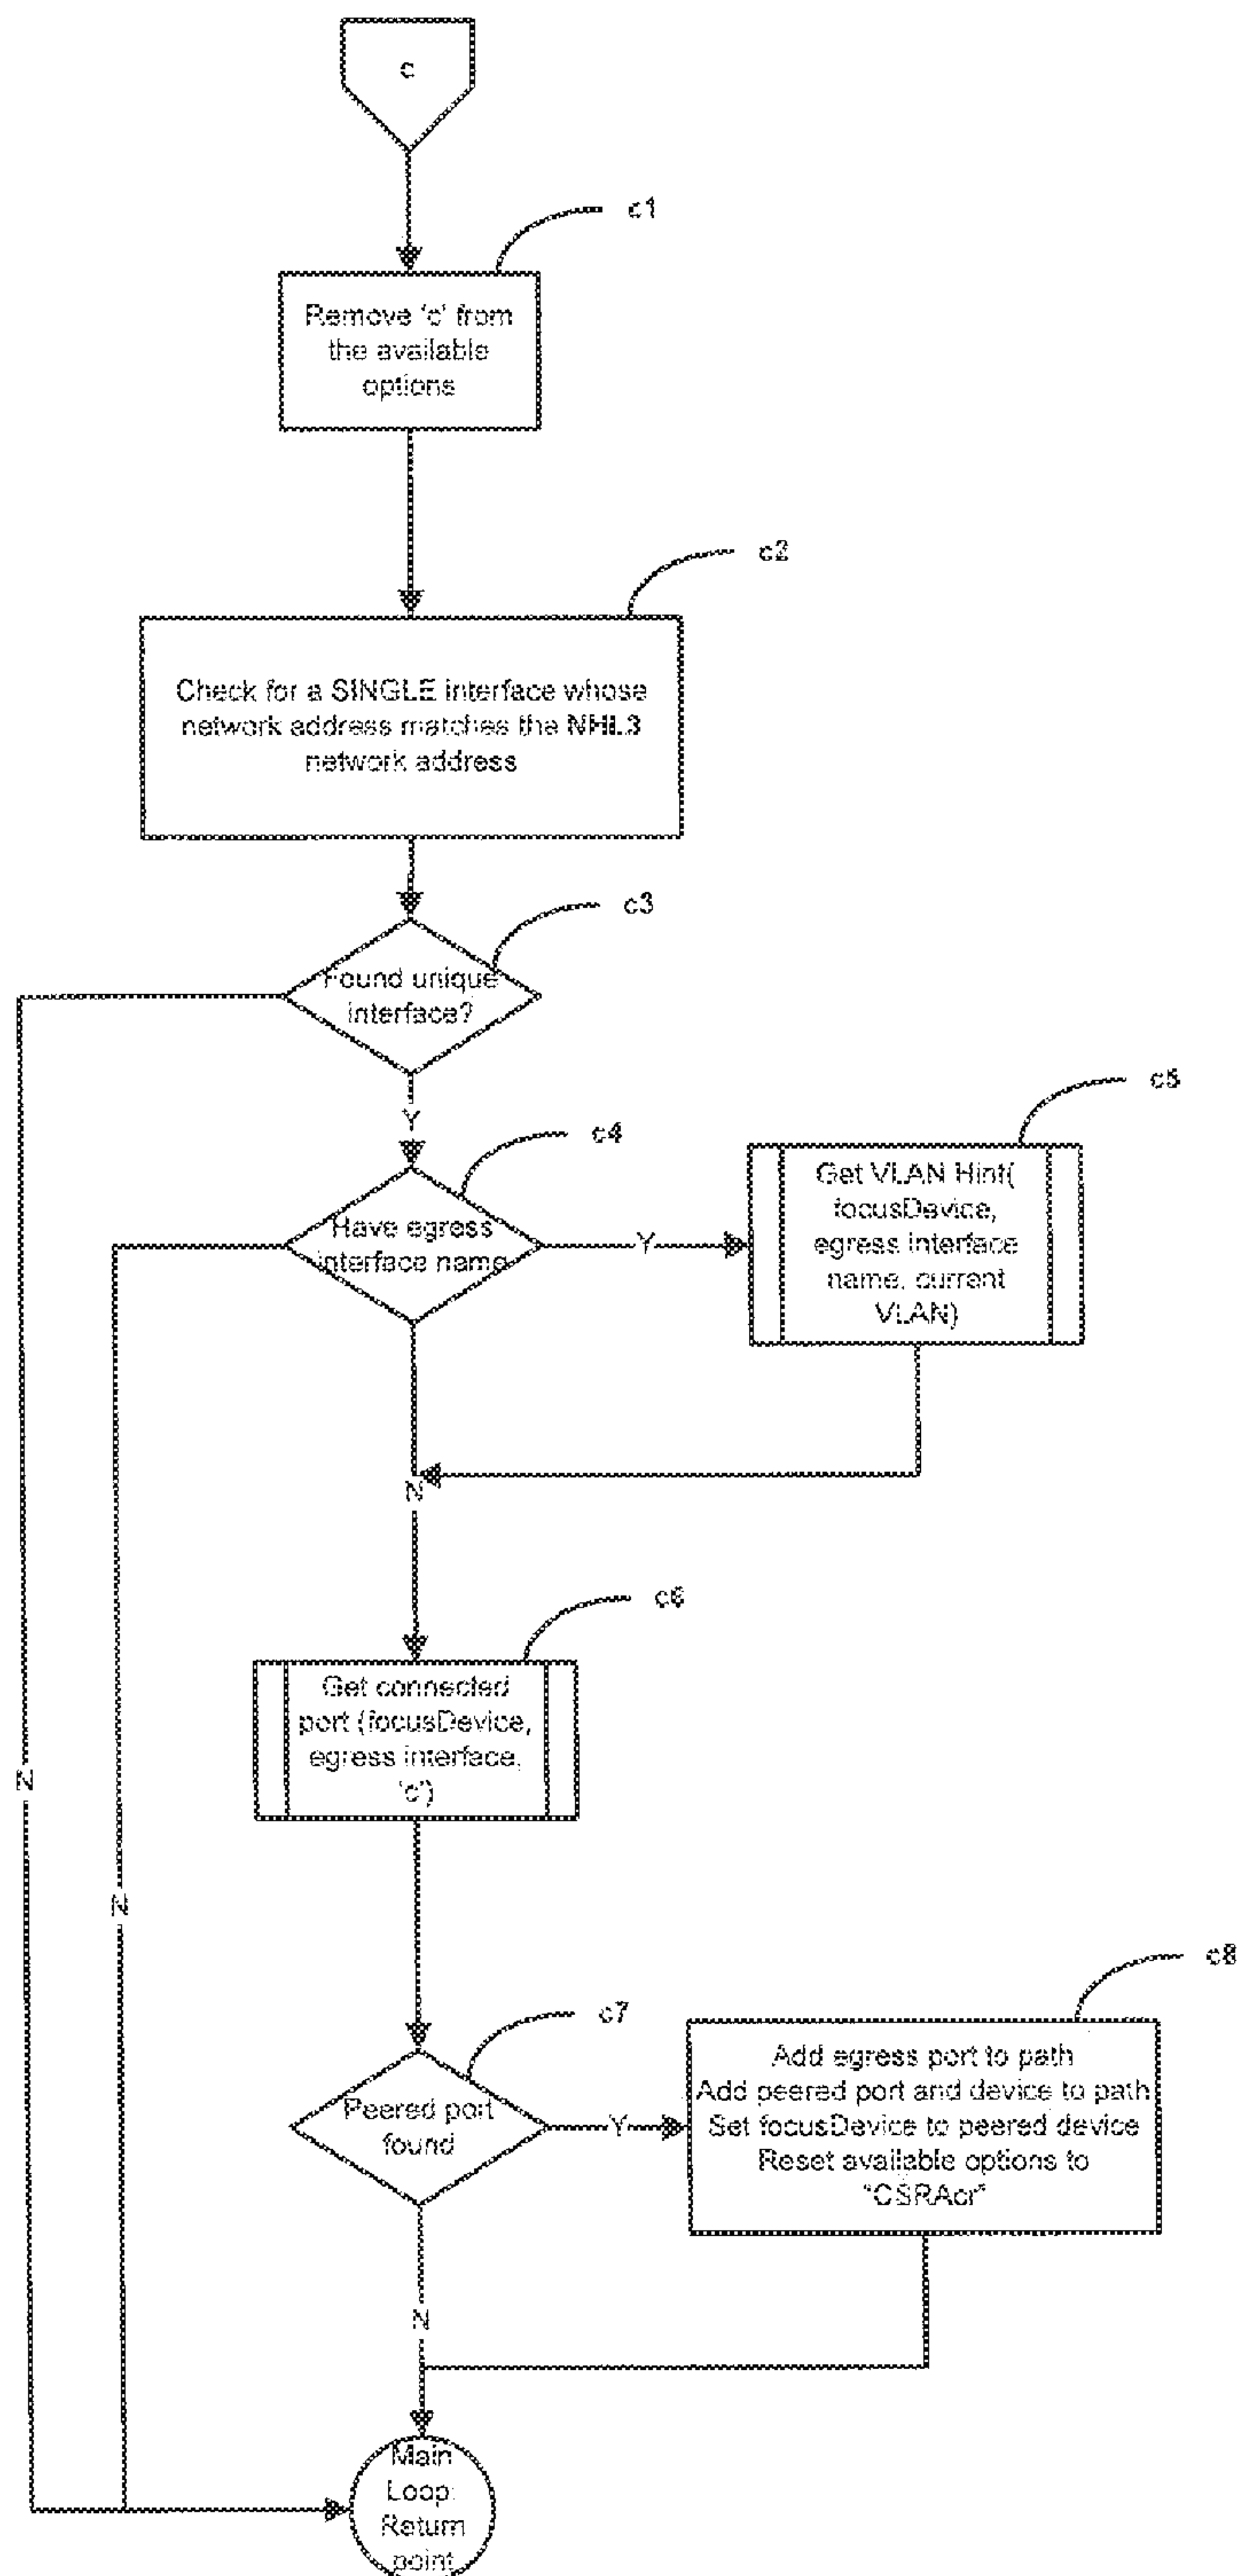 c
c1
Remove 'c' from
the available
options
c2
Check for a SINGLE interface whose
network address matches the NHL3
network address
c3
Found unique
interface?
Y
c4
Have egress
interface name
Y
c5
Get VLAN Hint(
focusDevice,
egress interface
name, current
VLAN)
N
c6
Get connected
port (focusDevice,
egress interface,
'c')
N
N
c7
Peered port
found
Y
c8
Add egress port to path
Add peered port and device to path
Set focusDevice to peered device
Reset available options to
"CSRAcr"
N
Main
Loop:
Return
point